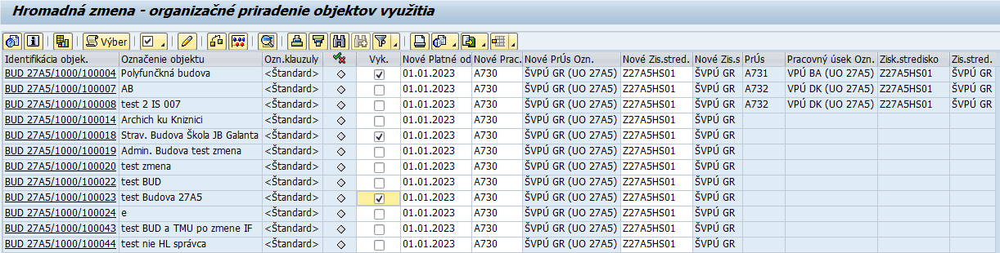 Hromadná zmena - organizačné priradenie objektov využitia
Výber
Identifikácia objek. Označenie objektu Ozn.klauzuly Vyk. Nové Platné od Nové Prac. Nové PrÚs Ozn. Nové Zis.stred. Nové Zis.s PrÚs Pracovný úsek Ozn. Zisk.stredisko Zis.stred.
BUD 27A5/1000/100004 Polyfunčkná budova <Štandard> 01.01.2023 A730 ŠVPÚ GR (UO 27A5) Z27A5HS01 ŠVPÚ GR A731 VPÚ BA (UO 27A5) Z27A5HS01 ŠVPÚ GR
BUD 27A5/1000/100007 AB <Štandard> 01.01.2023 A730 ŠVPÚ GR (UO 27A5) Z27A5HS01 ŠVPÚ GR A732 VPÚ DK (UO 27A5) Z27A5HS01 ŠVPÚ GR
BUD 27A5/1000/100008 test 2 IS 007 <Štandard> 01.01.2023 A730 ŠVPÚ GR (UO 27A5) Z27A5HS01 ŠVPÚ GR A732 VPÚ DK (UO 27A5) Z27A5HS01 ŠVPÚ GR
BUD 27A5/1000/100014 Archich ku Kniznici <Štandard> 01.01.2023 A730 ŠVPÚ GR (UO 27A5) Z27A5HS01 ŠVPÚ GR
BUD 27A5/1000/100018 Strav. Budova Škola JB Galanta <Štandard> 01.01.2023 A730 ŠVPÚ GR (UO 27A5) Z27A5HS01 ŠVPÚ GR
BUD 27A5/1000/100019 Admin. Budova test zmena <Štandard> 01.01.2023 A730 ŠVPÚ GR (UO 27A5) Z27A5HS01 ŠVPÚ GR
BUD 27A5/1000/100020 test zmena <Štandard> 01.01.2023 A730 ŠVPÚ GR (UO 27A5) Z27A5HS01 ŠVPÚ GR
BUD 27A5/1000/100022 test BUD <Štandard> 01.01.2023 A730 ŠVPÚ GR (UO 27A5) Z27A5HS01 ŠVPÚ GR
BUD 27A5/1000/100023 test Budova 27A5 <Štandard> 01.01.2023 A730 ŠVPÚ GR (UO 27A5) Z27A5HS01 ŠVPÚ GR
BUD 27A5/1000/100024 e <Štandard> 01.01.2023 A730 ŠVPÚ GR (UO 27A5) Z27A5HS01 ŠVPÚ GR
BUD 27A5/1000/100043 test BUD a TMU po zmene IF <Štandard> 01.01.2023 A730 ŠVPÚ GR (UO 27A5) Z27A5HS01 ŠVPÚ GR
BUD 27A5/1000/100044 test nie HL správca <Štandard> 01.01.2023 A730 ŠVPÚ GR (UO 27A5) Z27A5HS01 ŠVPÚ GR